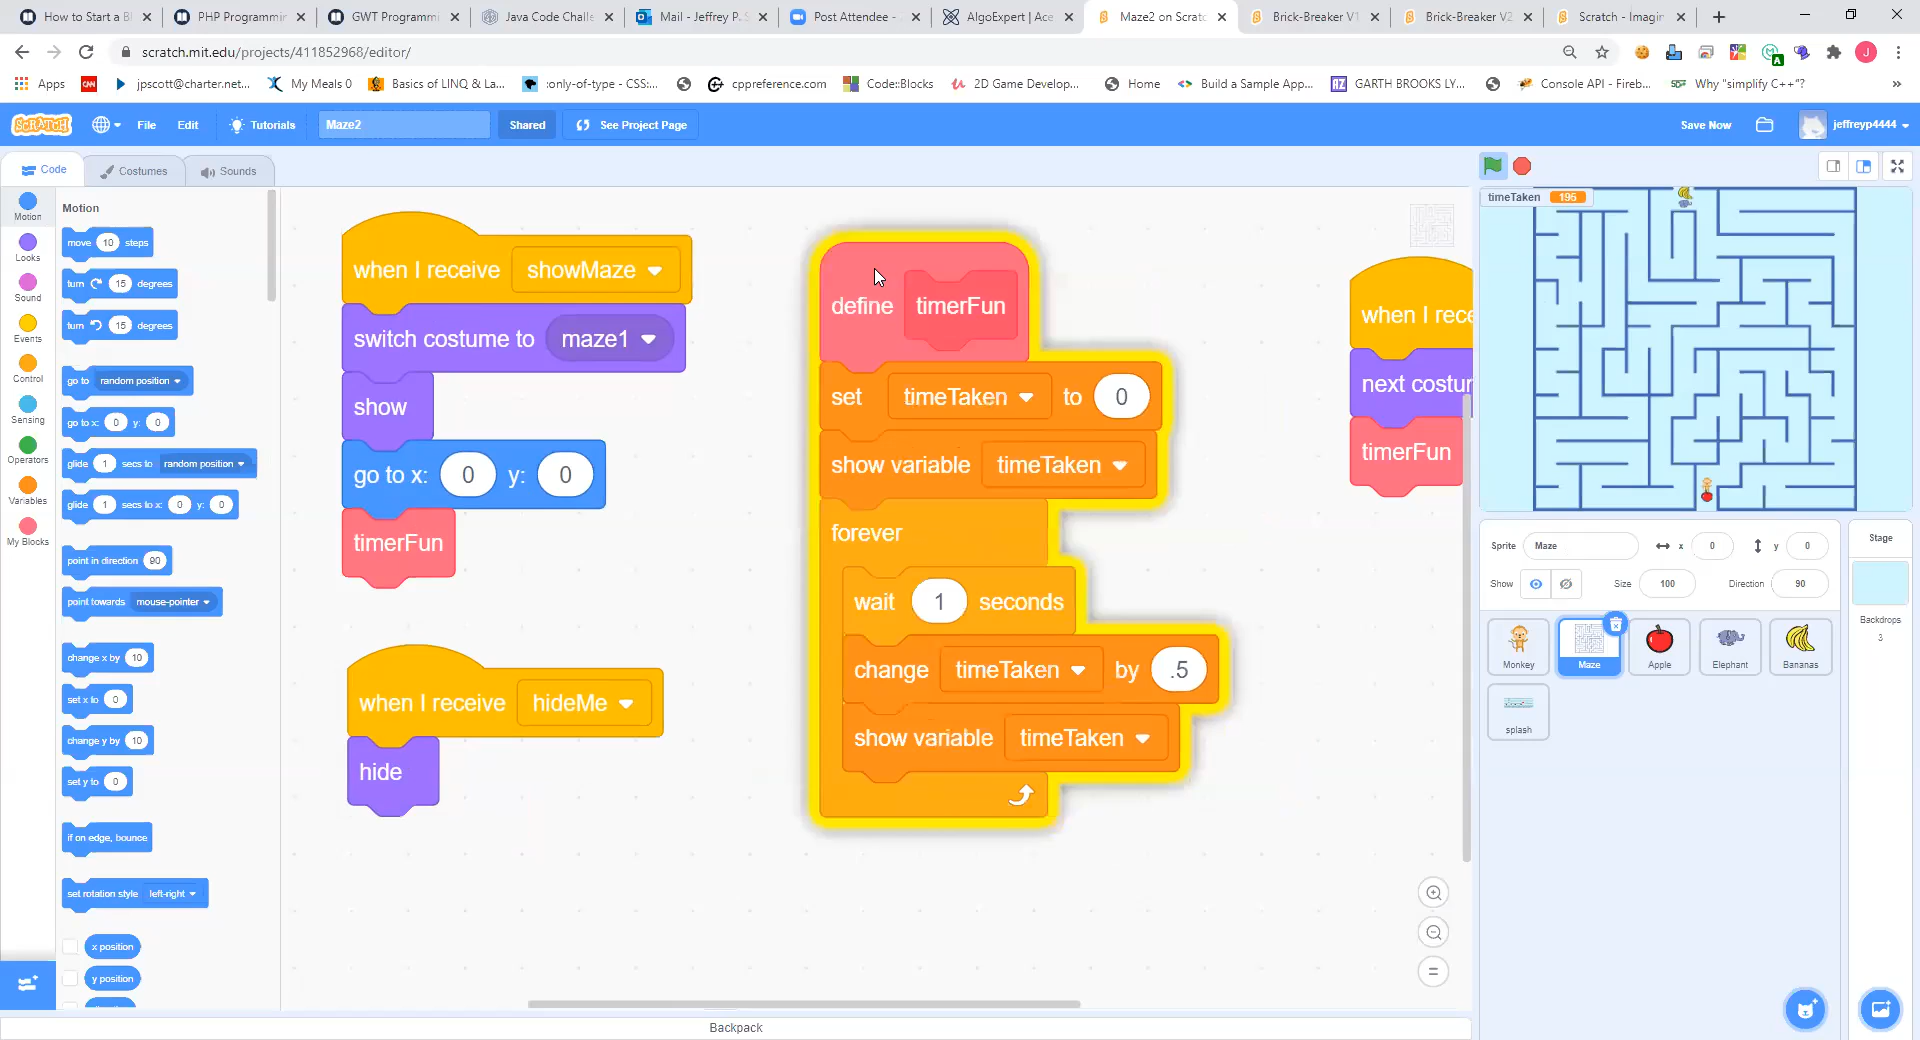 How to Start a B
PHP Programmin
GWT Programmi
Java Code Challe
Mail - Jeffrey P. S
Post Attendee -
AlgoExpert | Ace
Maze2 on Scratc
Brick-Breaker V1
Brick-Breaker V2
Scratch - Imagin
scratch.mit.edu/projects/411852968/editor/
Apps
CNN
jpscott@charter.net...
My Meals 0
Basics of LINQ & La...
:only-of-type - CSS:...
cppreference.com
Code::Blocks
2D Game Develop...
Home
Build a Sample App...
GARTH BROOKS LY...
Console API - Fireb...
Why "simplify C++"?
SCRATCH
File
Edit
Tutorials
Maze2
Shared
See Project Page
Save Now
jeffreyp4444
Code
Costumes
Sounds
Motion
Looks
Sound
Events
Control
Sensing
Operators
Variables
My Blocks
Motion
move 10 steps
turn 15 degrees
turn 15 degrees
go to random position
go to x: 0 y: 0
glide 1 secs to random position
glide 1 secs to x: 0 y: 0
point in direction 90
point towards mouse-pointer
change x by 10
set x to 0
change y by 10
set y to 0
if on edge, bounce
set rotation style left-right
x position
y position
when I receive showMaze
switch costume to maze1
show
go to x: 0 y: 0
timerFun
when I receive hideMe
hide
define timerFun
set timeTaken to 0
show variable timeTaken
forever
wait 1 seconds
change timeTaken by .5
show variable timeTaken
when I rece
next costum
timerFun
timeTaken 195
Sprite Maze x 0 y 0
Show Size 100 Direction 90
Monkey
Maze
Apple
Elephant
Bananas
splash
Stage
Backdrops
3
Backpack